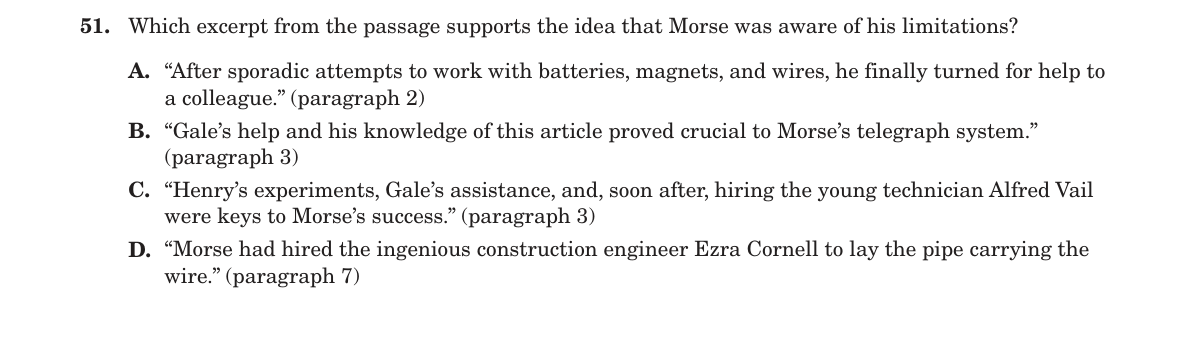 51. Which excerpt from the passage supports the idea that Morse was aware of his limitations?
A. “After sporadic attempts to work with batteries, magnets, and wires, he finally turned for help to
a colleague.” (paragraph 2)
B. “Gale’s help and his knowledge of this article proved crucial to Morse’s telegraph system.”
(paragraph 3)
C. “Henry’s experiments, Gale’s assistance, and, soon after, hiring the young technician Alfred Vail
were keys to Morse’s success.” (paragraph 3)
D. “Morse had hired the ingenious construction engineer Ezra Cornell to lay the pipe carrying the
wire.” (paragraph 7)